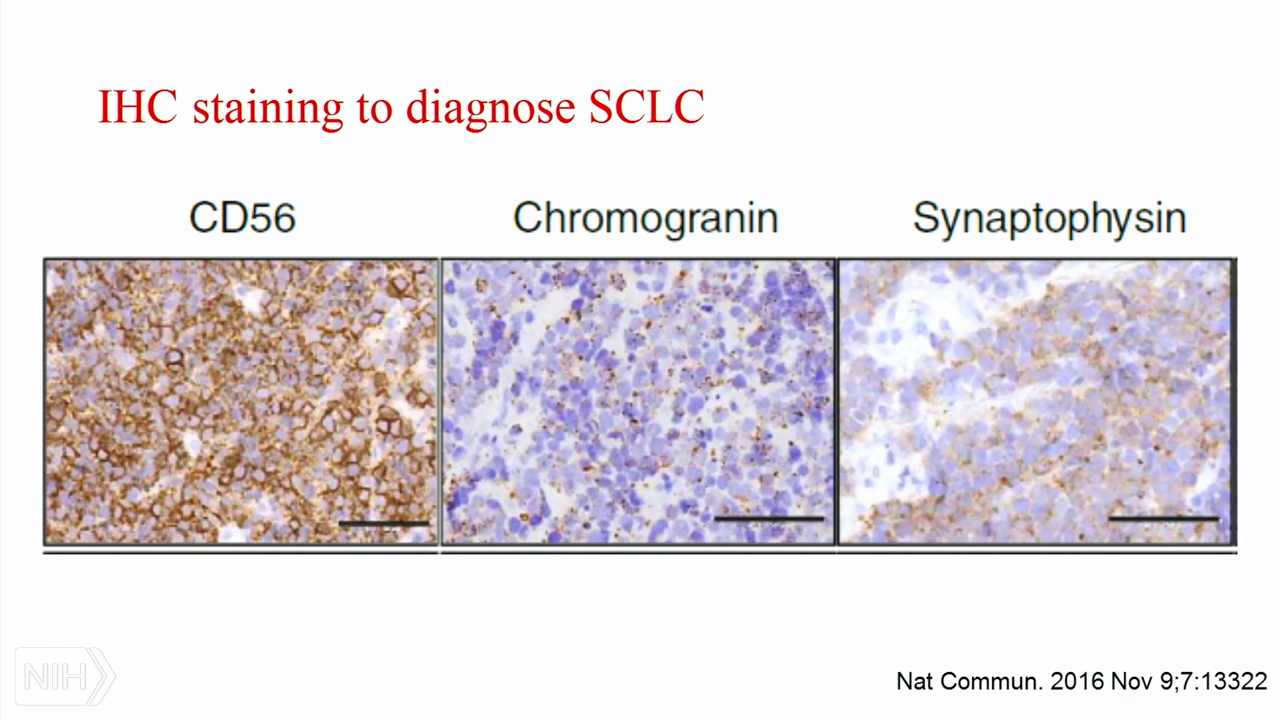 IHC staining to diagnose SCLC
CD56
Chromogranin
Synaptophysin
NIH
Nat Commun. 2016 Nov 9;7:13322